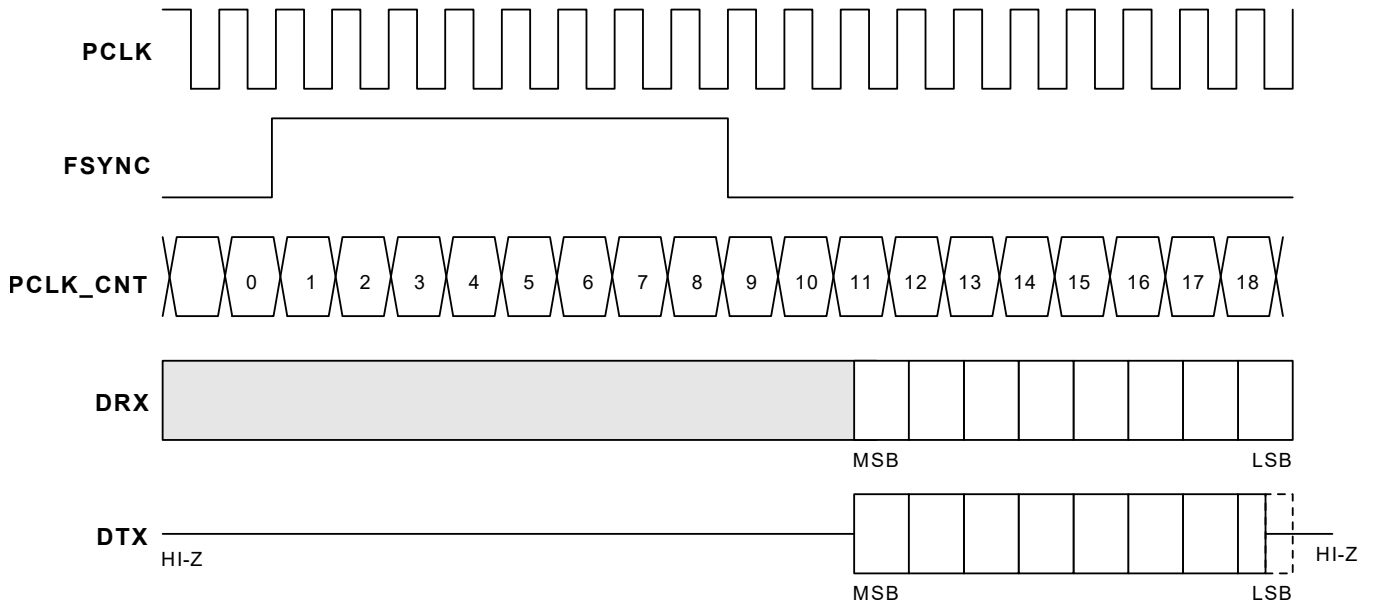 PCLK
FSYNC
PCLK_CNT 0 1 2 3 4 5 6 7 8 9 10 11 12 13 14 15 16 17 18
DRX
MSB LSB
DTX
HI-Z HI-Z
MSB LSB